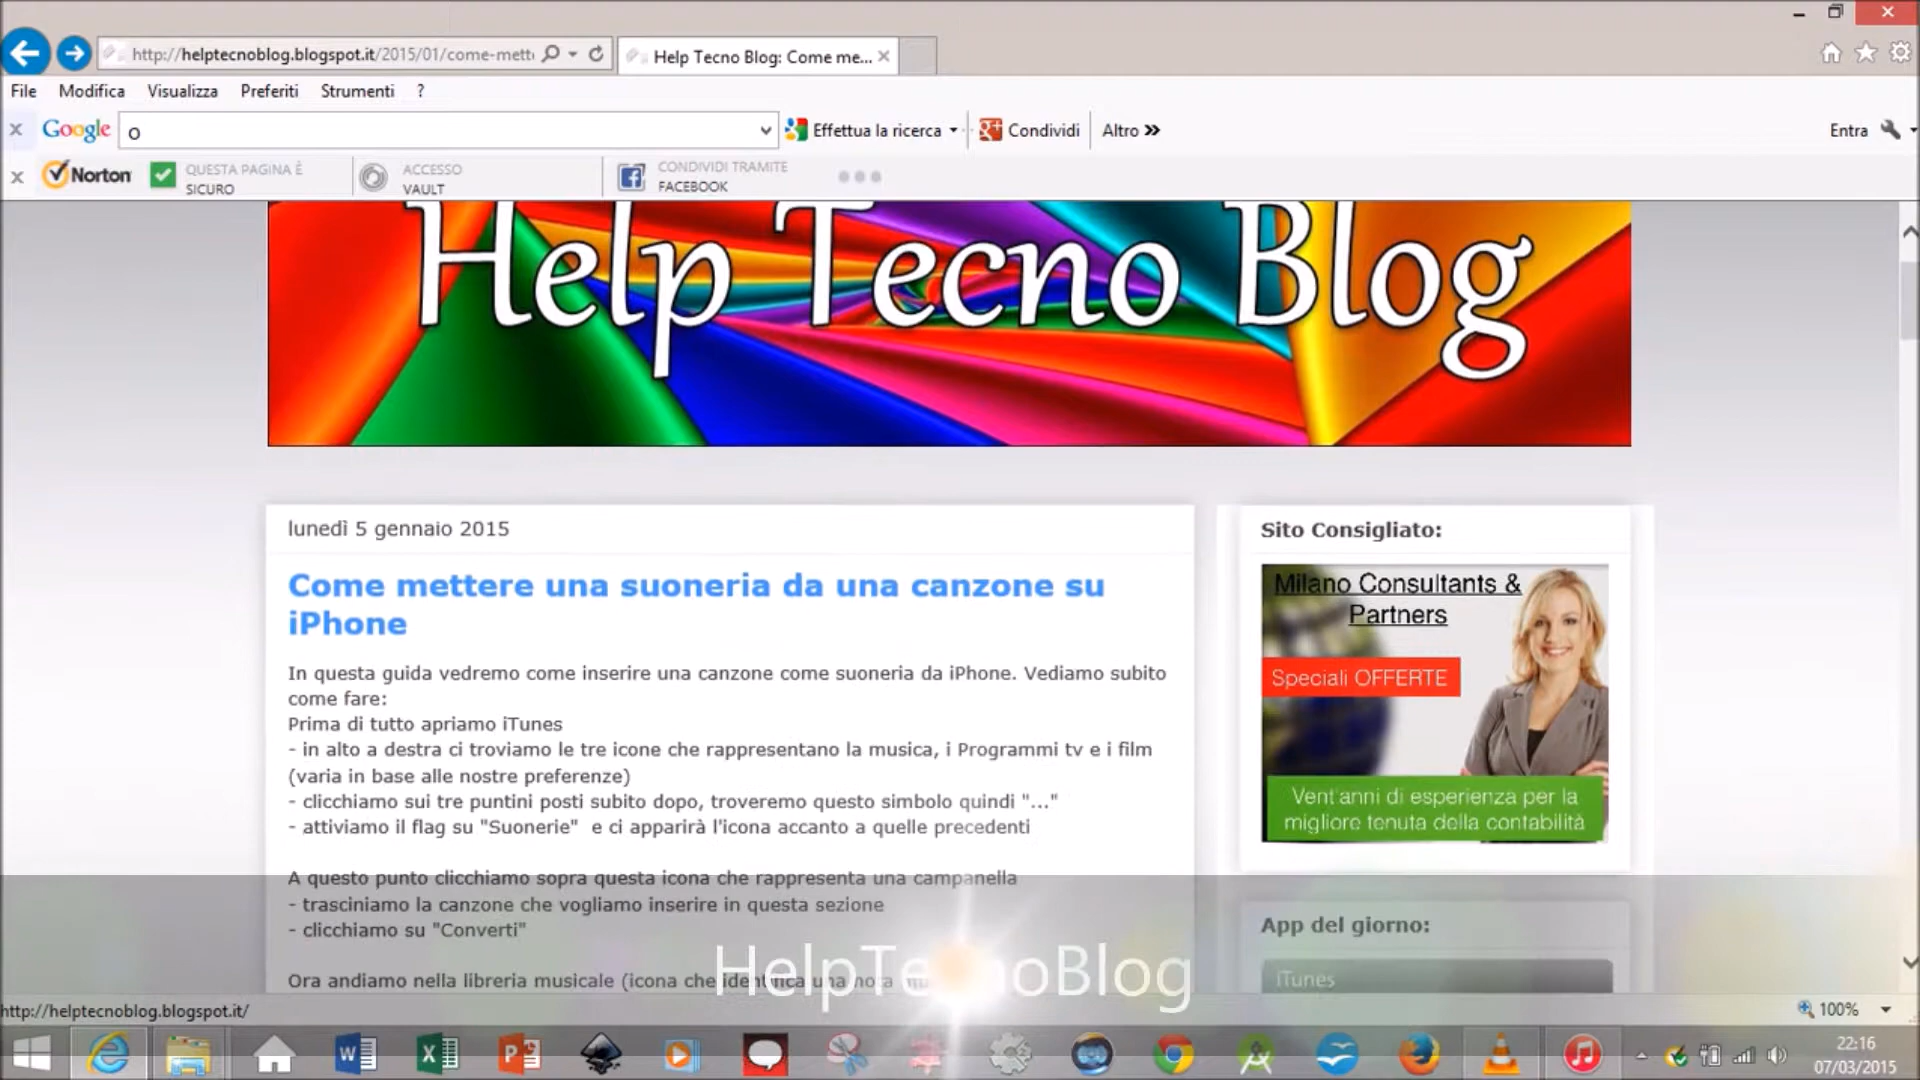 http://helptecnoblog.blogspot.it/2015/01/come-mett
Help Tecno Blog: Come me...
File Modifica Visualizza Preferiti Strumenti ?
Google o Effettua la ricerca Condividi Altro » Entra
Norton QUESTA PAGINA È SICURO ACCESSO VAULT CONDIVIDI TRAMITE FACEBOOK
Help Tecno Blog
lunedì 5 gennaio 2015
Come mettere una suoneria da una canzone su
iPhone
In questa guida vedremo come inserire una canzone come suoneria da iPhone. Vediamo subito
come fare:
Prima di tutto apriamo iTunes
- in alto a destra ci troviamo le tre icone che rappresentano la musica, i Programmi tv e i film
(varia in base alle nostre preferenze)
- clicchiamo sui tre puntini posti subito dopo, troveremo questo simbolo quindi "..."
- attiviamo il flag su "Suonerie" e ci apparirà l'icona accanto a quelle precedenti
A questo punto clicchiamo sopra questa icona che rappresenta una campanella
- trasciniamo la canzone che vogliamo inserire in questa sezione
- clicchiamo su "Converti"
Ora andiamo nella libreria musicale (icona che identifica una nota
Sito Consigliato:
Milano Consultants &
Partners
Speciali OFFERTE
Vent'anni di esperienza per la
migliore tenuta della contabilità
App del giorno:
iTunes
HelpTecnoBlog
http://helptecnoblog.blogspot.it/
100%
22:16
07/03/2015